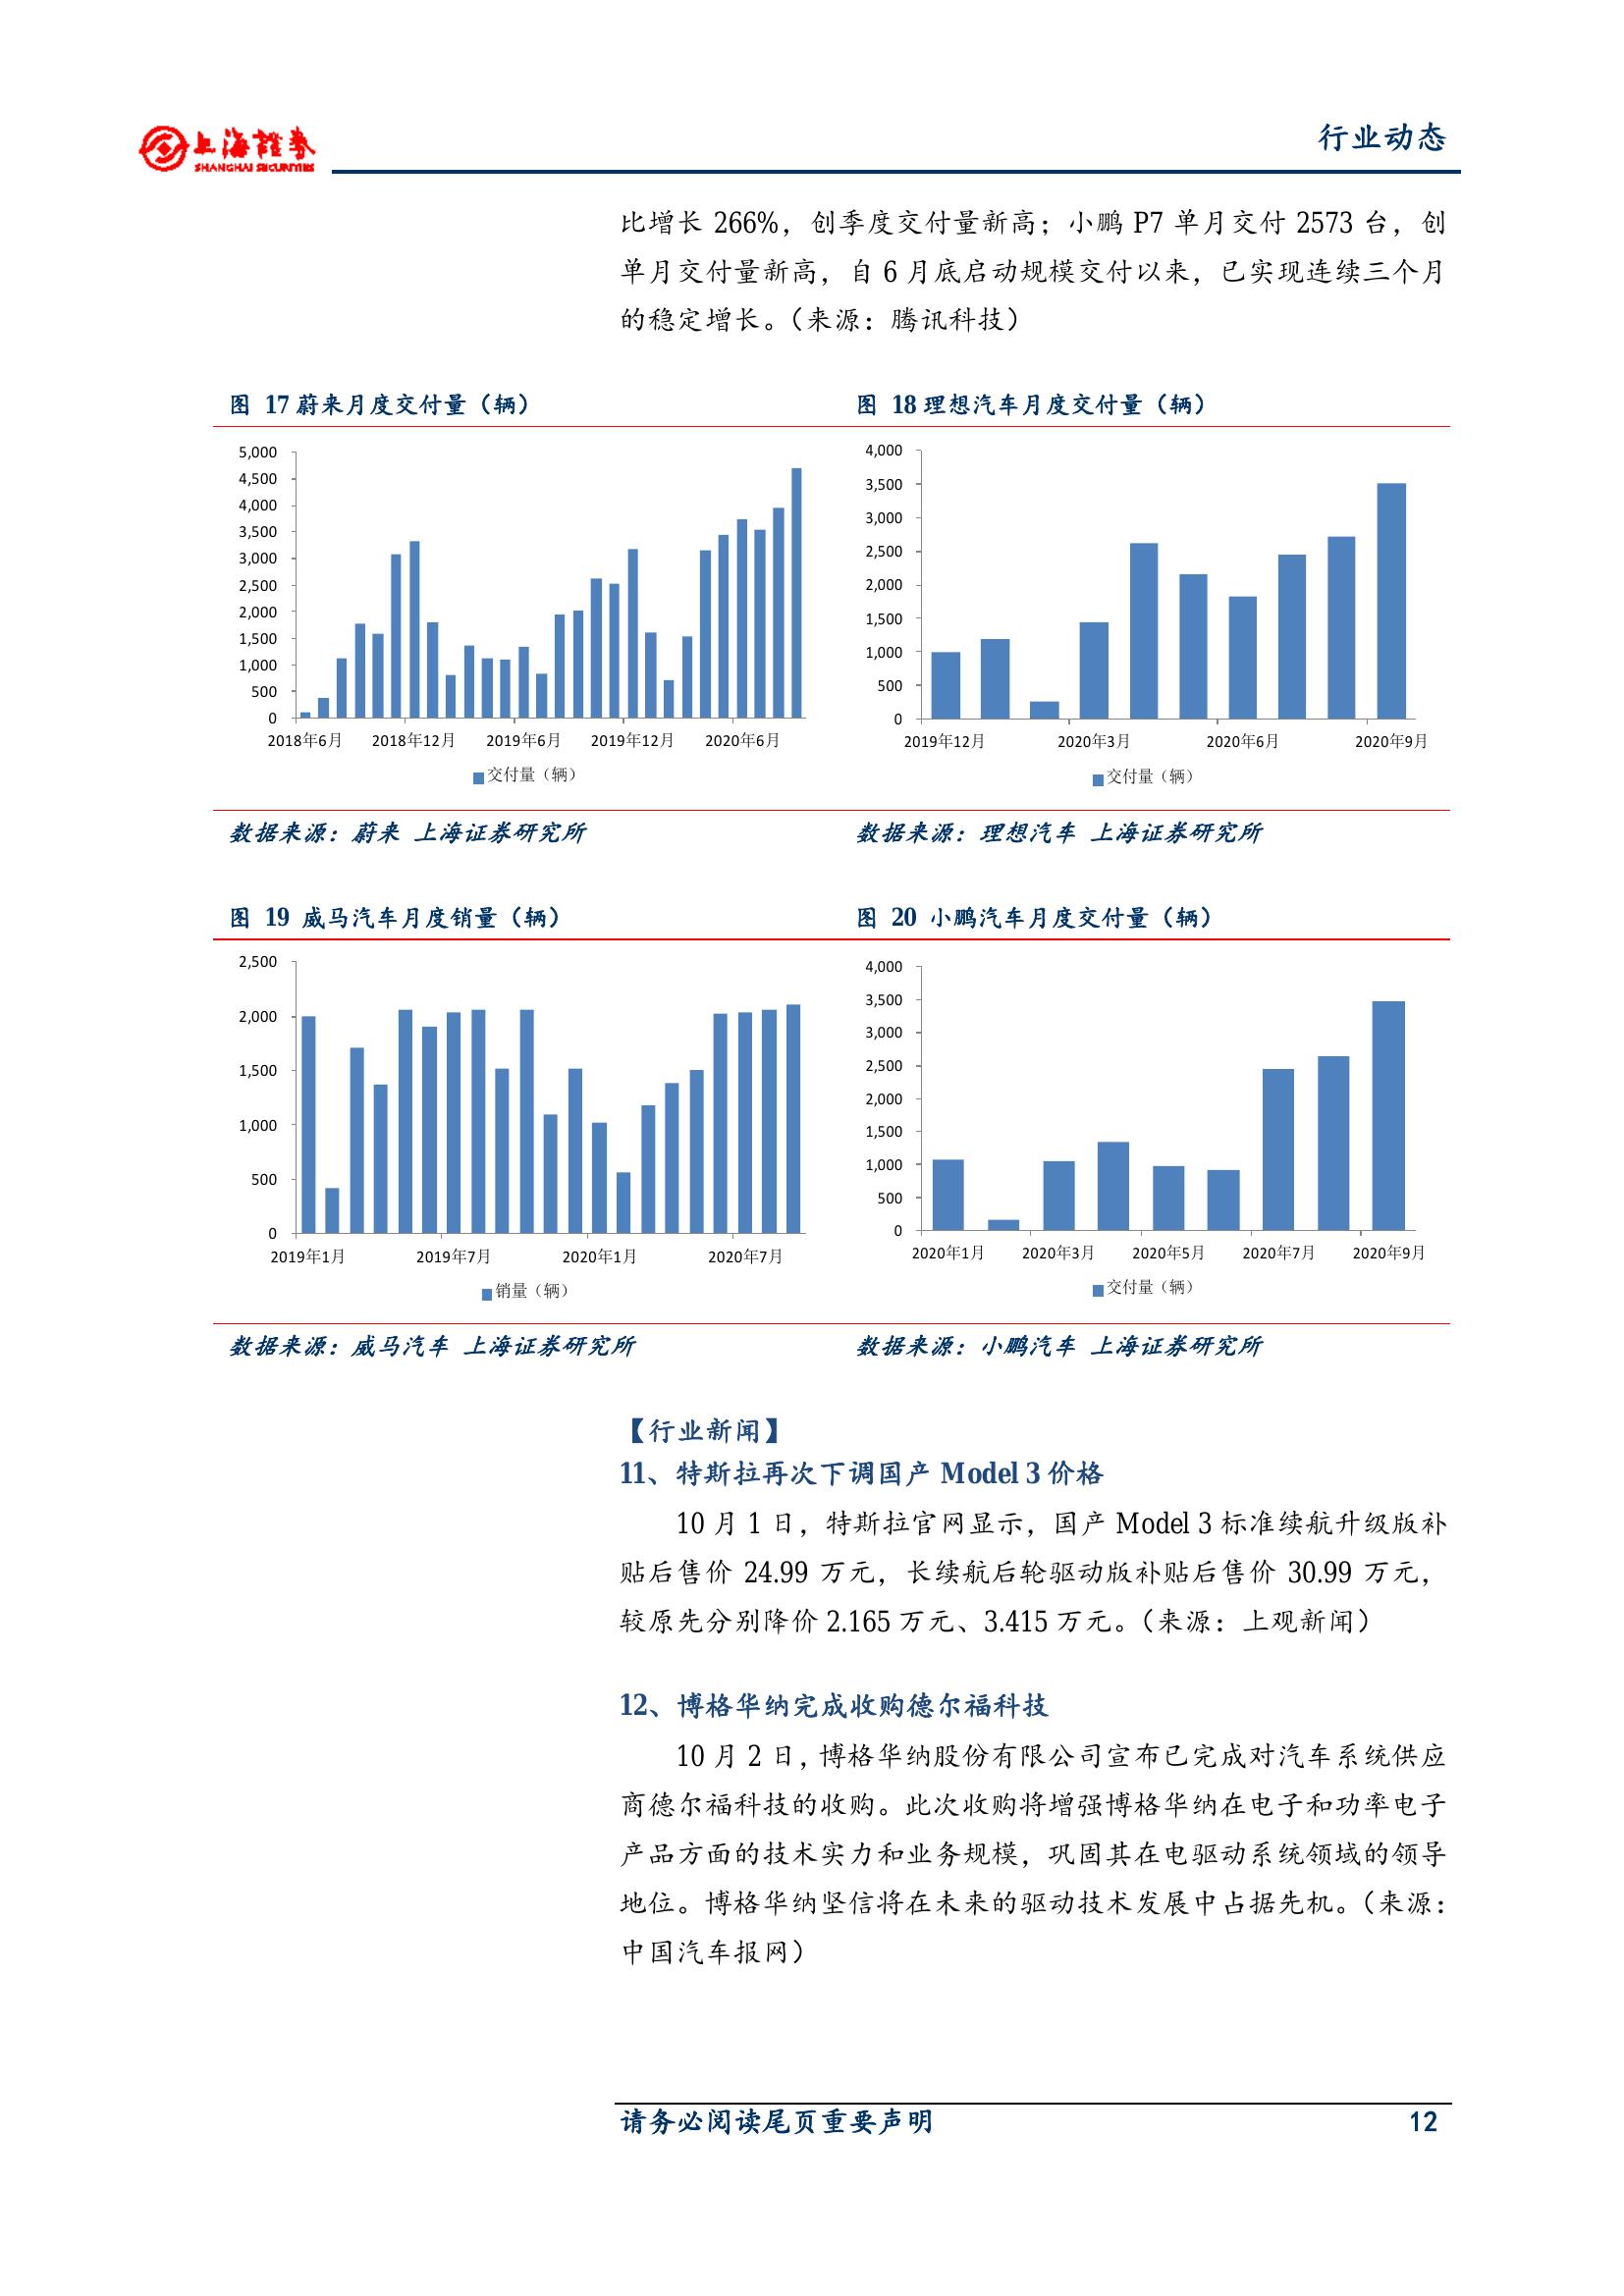 上海證券
SHANGHAI SECURITIES
行业动态
比增长 266%，创季度交付量新高；小鹏 P7 单月交付 2573 台，创
单月交付量新高，自 6 月底启动规模交付以来，已实现连续三个月
的稳定增长。（来源：腾讯科技）
图 17 蔚来月度交付量（辆）
5,000
4,500
4,000
3,500
3,000
2,500
2,000
1,500
1,000
500
0
2018年6月 2018年12月 2019年6月 2019年12月 2020年6月
交付量（辆）
数据来源：蔚来 上海证券研究所
图 18 理想汽车月度交付量（辆）
4,000
3,500
3,000
2,500
2,000
1,500
1,000
500
0
2019年12月 2020年3月 2020年6月 2020年9月
交付量（辆）
数据来源：理想汽车 上海证券研究所
图 19 威马汽车月度销量（辆）
2,500
2,000
1,500
1,000
500
0
2019年1月 2019年7月 2020年1月 2020年7月
销量（辆）
数据来源：威马汽车 上海证券研究所
图 20 小鹏汽车月度交付量（辆）
4,000
3,500
3,000
2,500
2,000
1,500
1,000
500
0
2020年1月 2020年3月 2020年5月 2020年7月 2020年9月
交付量（辆）
数据来源：小鹏汽车 上海证券研究所
【行业新闻】
11、特斯拉再次下调国产 Model 3 价格
10 月 1 日，特斯拉官网显示，国产 Model 3 标准续航升级版补
贴后售价 24.99 万元，长续航后轮驱动版补贴后售价 30.99 万元，
较原先分别降价 2.165 万元、3.415 万元。（来源：上观新闻）
12、博格华纳完成收购德尔福科技
10 月 2 日，博格华纳股份有限公司宣布已完成对汽车系统供应
商德尔福科技的收购。此次收购将增强博格华纳在电子和功率电子
产品方面的技术实力和业务规模，巩固其在电驱动系统领域的领导
地位。博格华纳坚信将在未来的驱动技术发展中占据先机。（来源：
中国汽车报网）
请务必阅读尾页重要声明 12